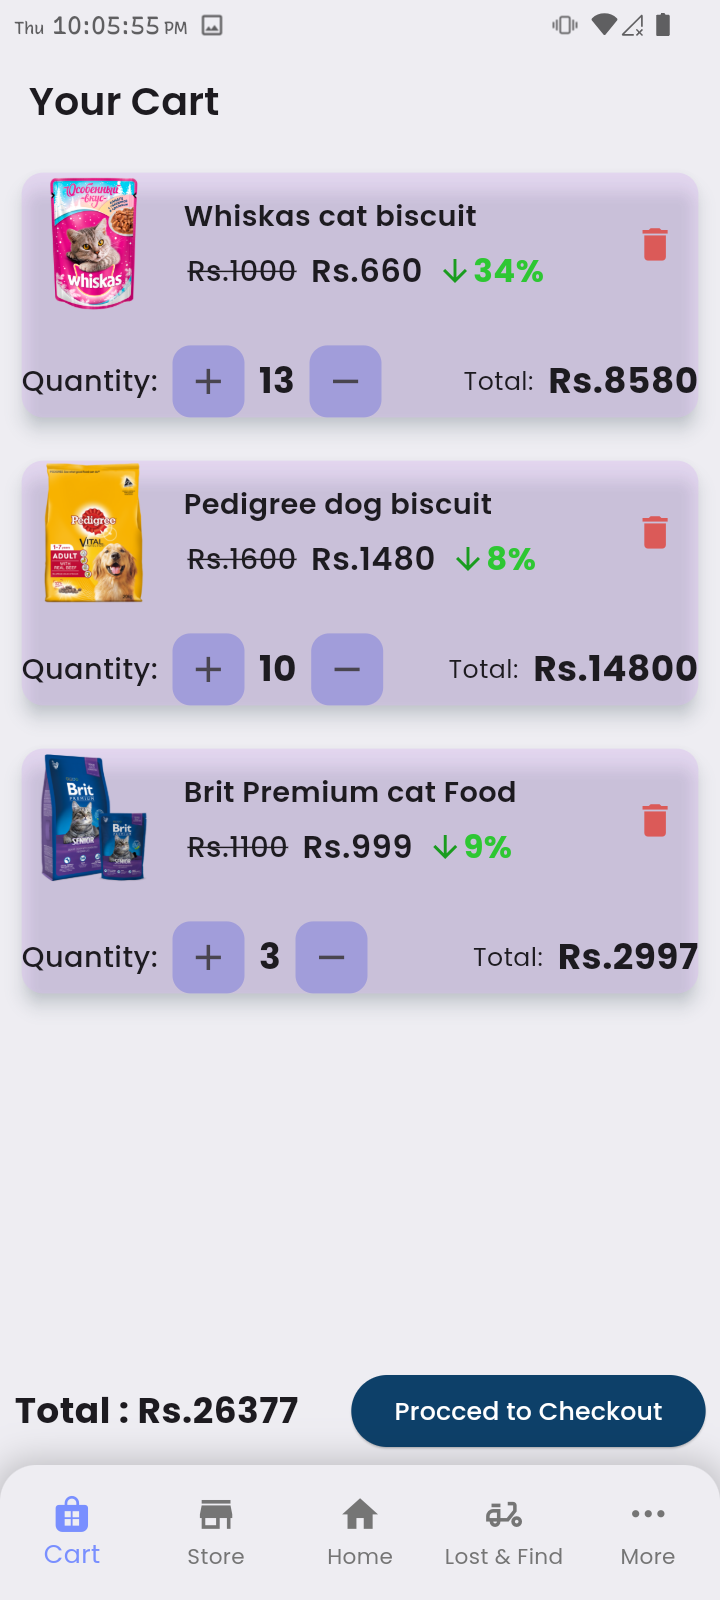 Thu 10:05:55 PM
Your Cart
Особенный
вкус
whiskas
Whiskas cat biscuit
Rs.1000 Rs.660 34%
Quantity: + 13 − Total: Rs.8580
Pedigree
VITAL
ADULT
WITH
REAL BEEF
Pedigree dog biscuit
Rs.1600 Rs.1480 8%
Quantity: + 10 − Total: Rs.14800
Brit
PREMIUM
SENIOR
Brit
SENIOR
Brit Premium cat Food
Rs.1100 Rs.999 9%
Quantity: + 3 − Total: Rs.2997
Total : Rs.26377
Procced to Checkout
Cart Store Home Lost & Find More